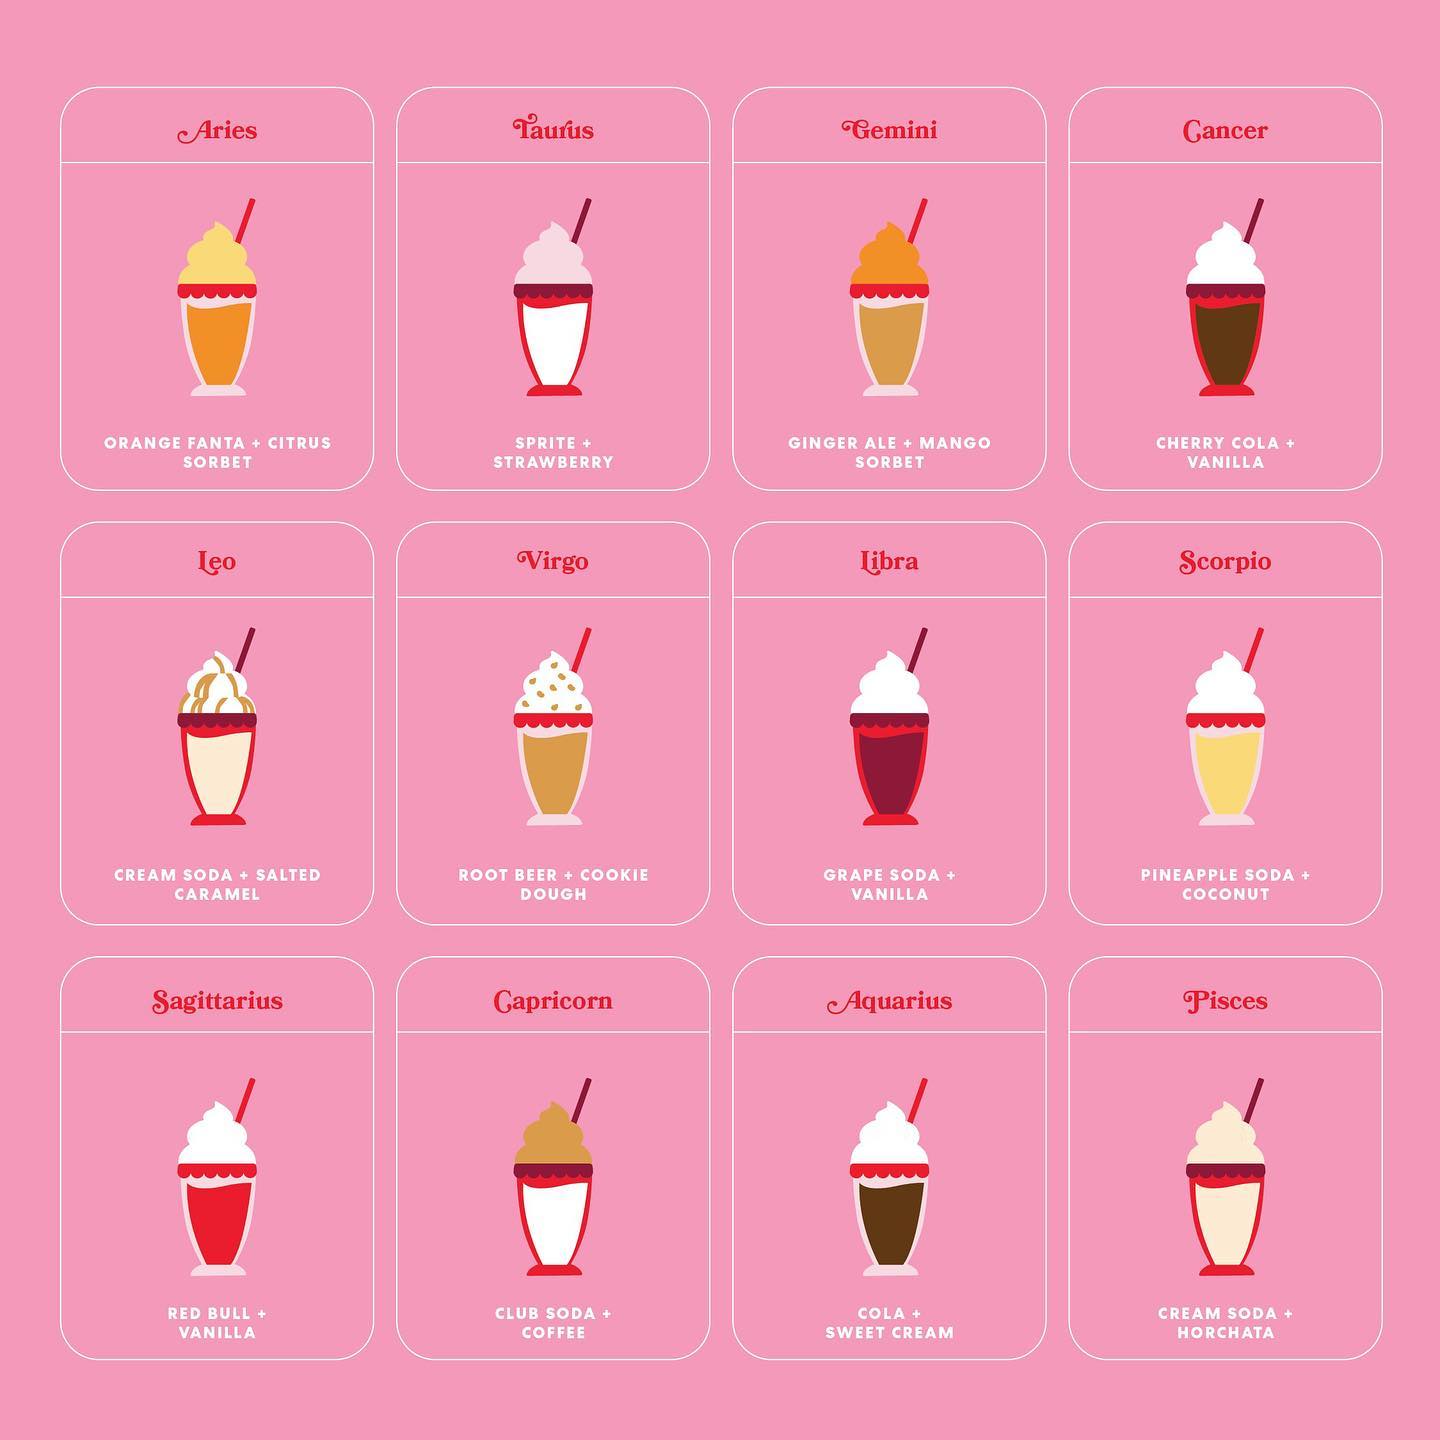 Aries
ORANGE FANTA + CITRUS
SORBET
Taurus
SPRITE +
STRAWBERRY
Gemini
GINGER ALE + MANGO
SORBET
Cancer
CHERRY COLA +
VANILLA
Leo
CREAM SODA + SALTED
CARAMEL
Virgo
ROOT BEER + COOKIE
DOUGH
Libra
GRAPE SODA +
VANILLA
Scorpio
PINEAPPLE SODA +
COCONUT
Sagittarius
RED BULL +
VANILLA
Capricorn
CLUB SODA +
COFFEE
Aquarius
COLA +
SWEET CREAM
Pisces
CREAM SODA +
HORCHATA